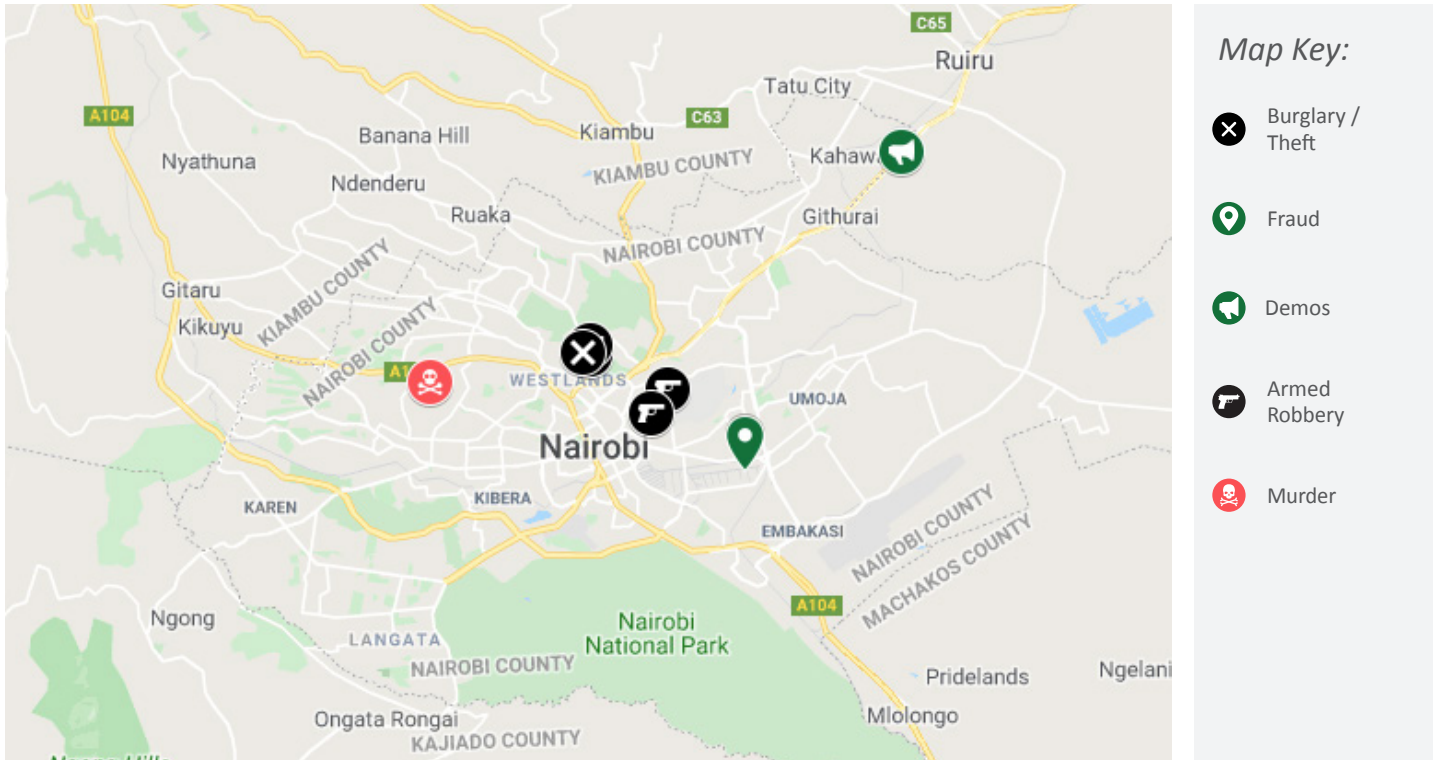 C65
Ruiru
Tatu City
A104
C63
Banana Hill
Kiambu
Nyathuna
KIAMBU COUNTY
Ndenderu
Ruaka
Githurai
NAIROBI COUNTY
Gitaru
KIAMBU COUNTY
Kikuyu
NAIROBI COUNTY
WESTLANDS
UMOJA
Nairobi
KAREN
KIBERA
EMBAKASI
NAIROBI COUNTY
MACHAKOS COUNTY
A104
Ngong
Nairobi
National Park
LANGATA
NAIROBI COUNTY
Pridelands
Ngelani
Mlolongo
Ongata Rongai
KAJIADO COUNTY
Map Key:
Burglary /
Theft
Fraud
Demos
Armed
Robbery
Murder